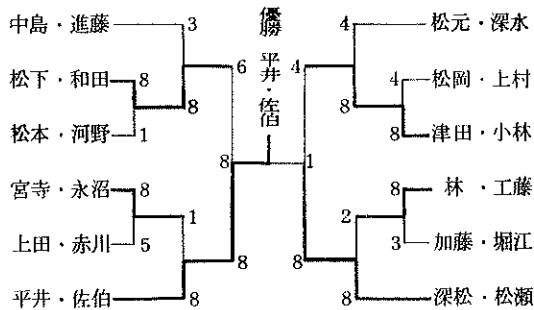 優勝 平井・佐伯
中島・進藤 3
松下・和田 8
8
松本・河野 1
6
宮寺・永沼 8
1
上田・赤川 5
平井・佐伯 8
8
8
1
4
松元・深水 4
松岡・上村 4
8
津田・小林 8
林・工藤 8
2
加藤・堀江 3
8
深松・松瀬 8